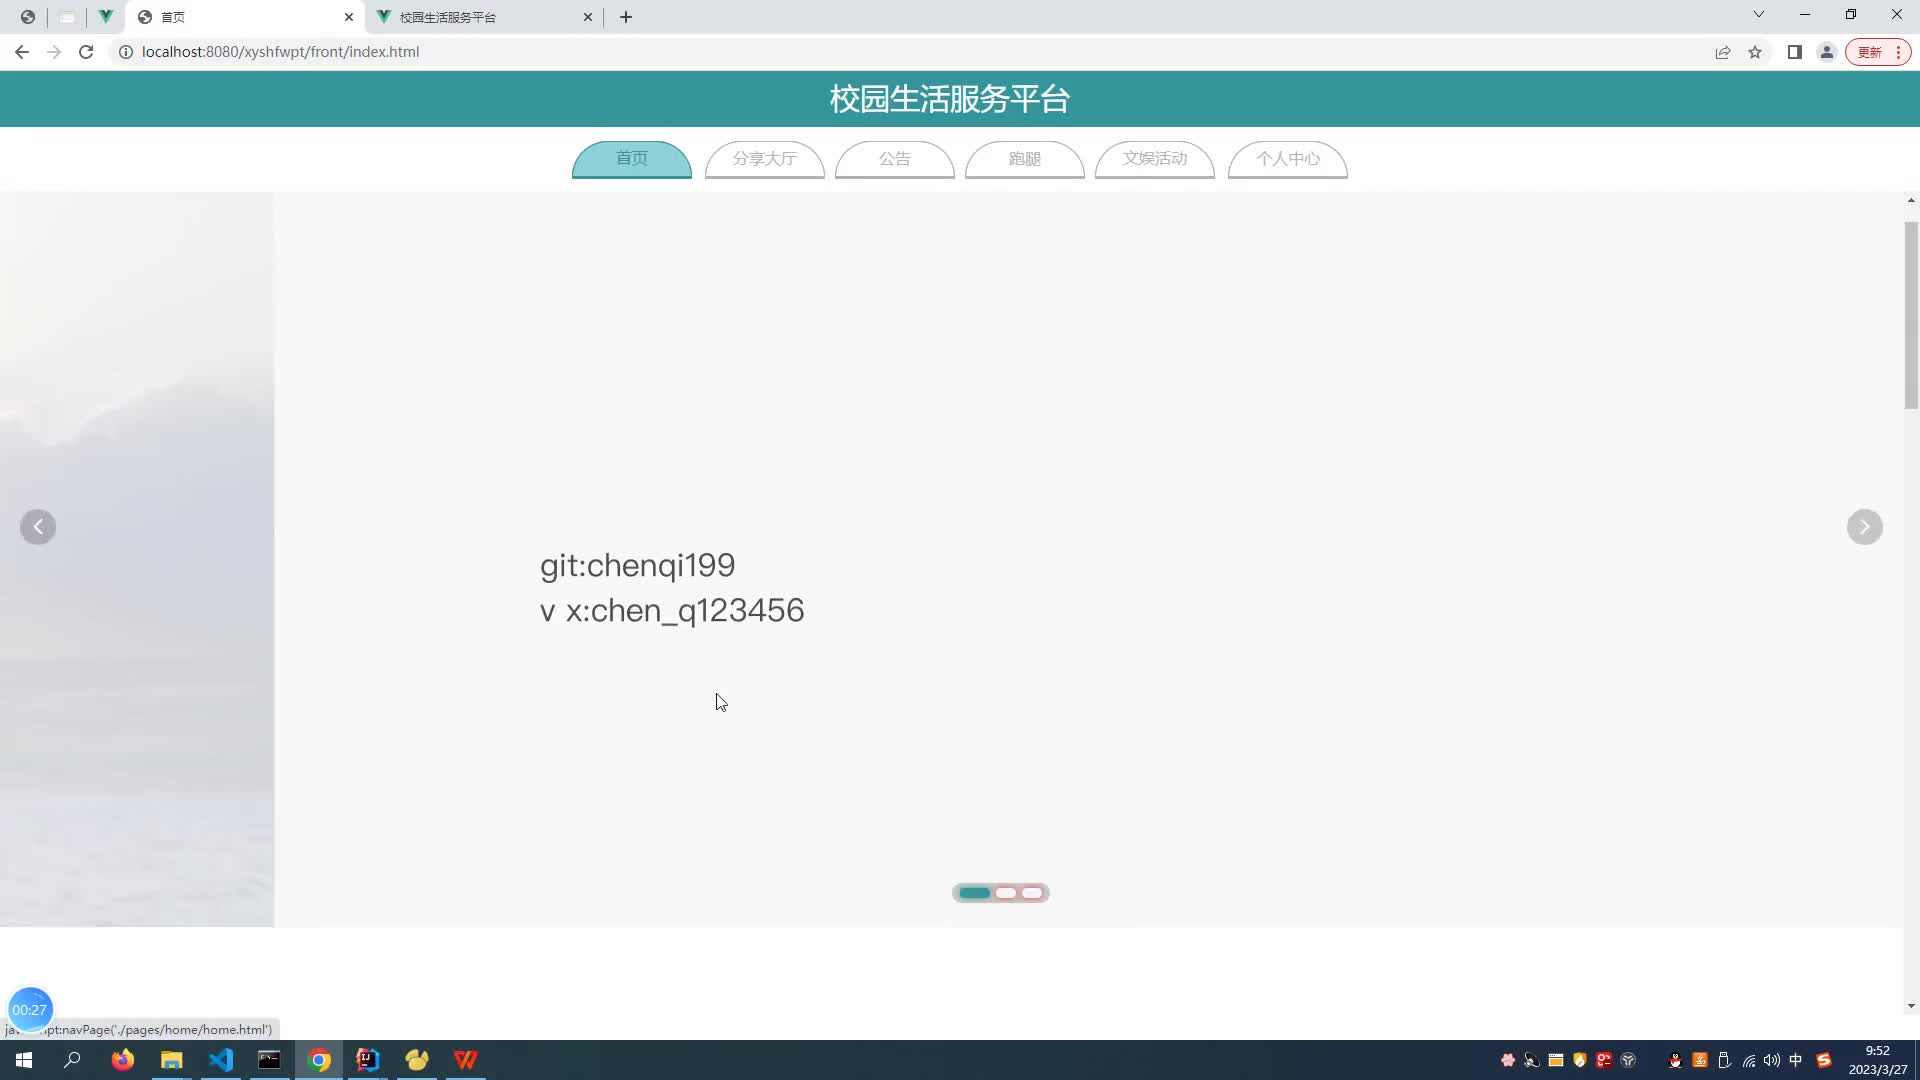 首页
校园生活服务平台
localhost:8080/xyshfwpt/front/index.html
更新
校园生活服务平台
首页
分享大厅
公告
跑腿
文娱活动
个人中心
git:chenqi199
v x:chen_q123456
00:27
pt:navPage('./pages/home/home.html')
中
9:52
2023/3/27